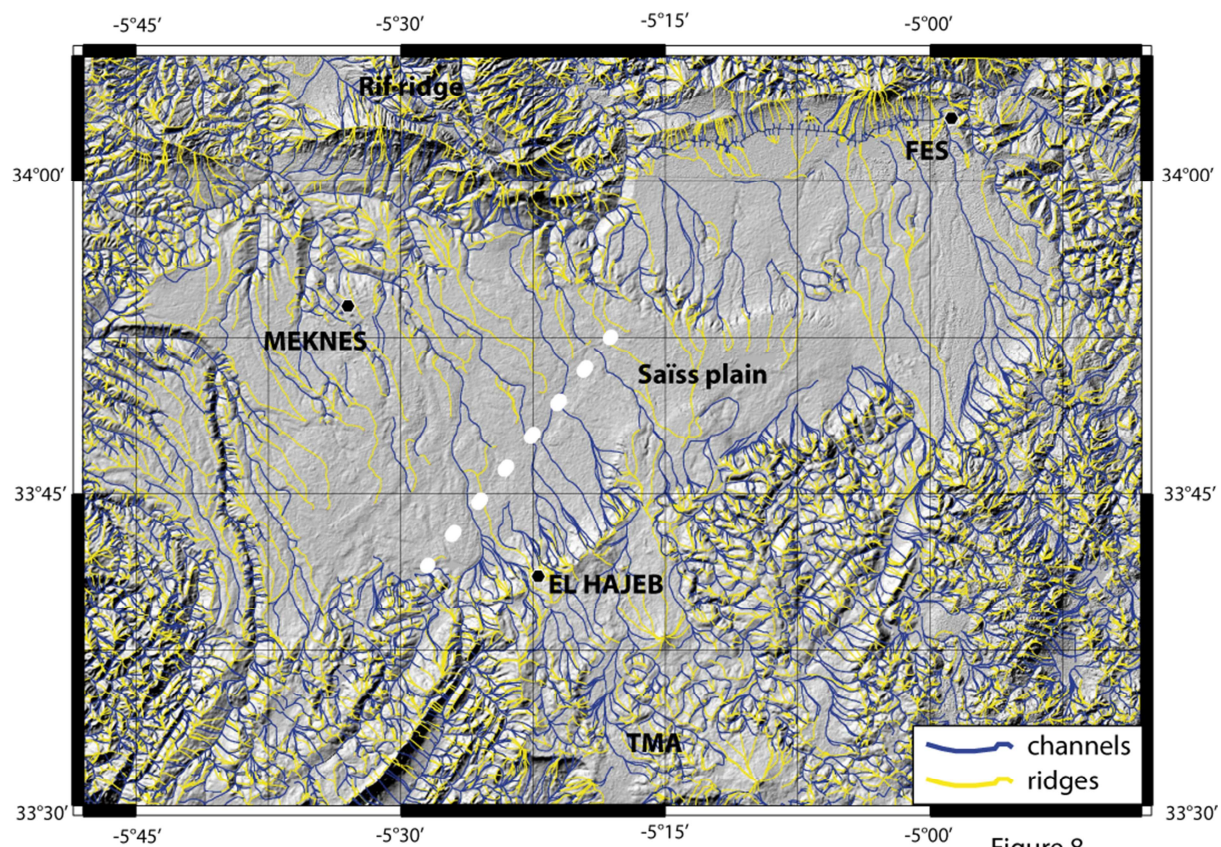 -5°45′ -5°30′ -5°15′ -5°00′
Rif-ridge
FES
34°00′ 34°00′
MEKNES
Saïss plain
33°45′ 33°45′
EL HAJEB
TMA
channels
ridges
33°30′ 33°30′
-5°45′ -5°30′ -5°15′ -5°00′
Figure 8